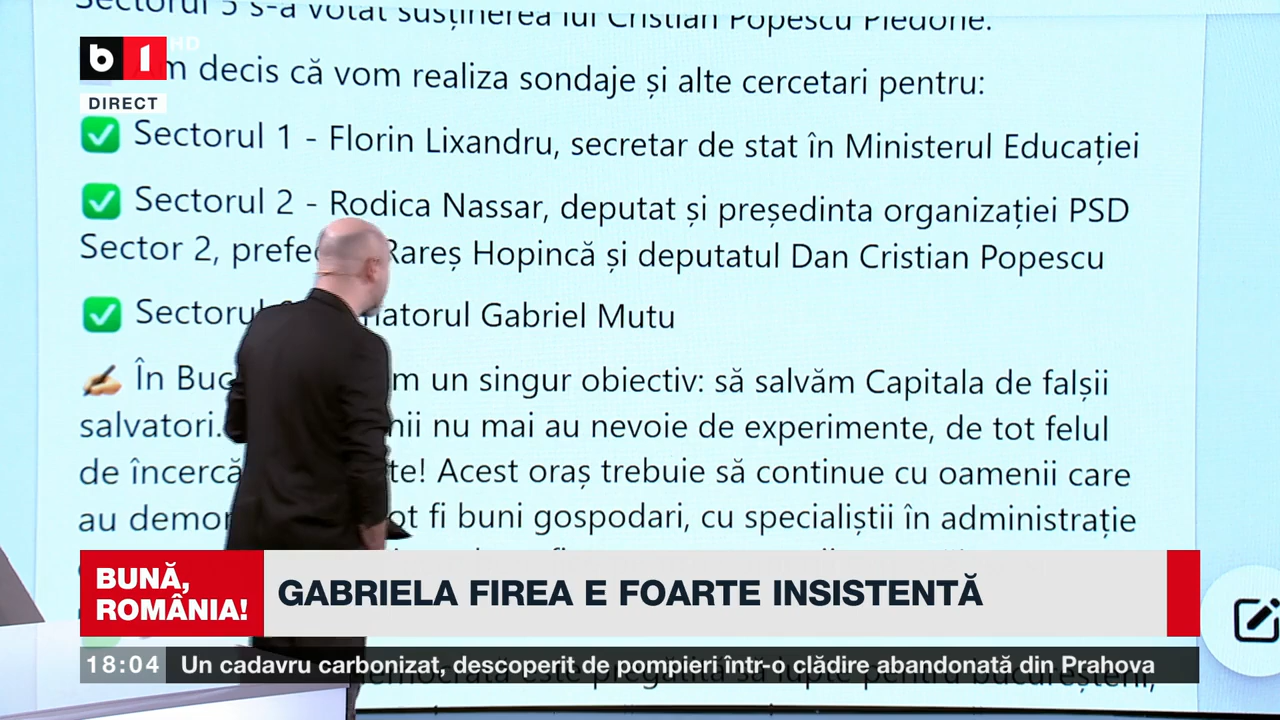 Sectorul 5 s-a votat susținerea lui Cristian Popescu Piedone.
b1 HD
m decis că vom realiza sondaje și alte cercetari pentru:
DIRECT
Sectorul 1 - Florin Lixandru, secretar de stat în Ministerul Educației
Sectorul 2 - Rodica Nassar, deputat și președinta organizației PSD
Sector 2, prefec Rareș Hopincă și deputatul Dan Cristian Popescu
Sectoru natorul Gabriel Mutu
În Buc m un singur obiectiv: să salvăm Capitala de falșii
salvatori. nii nu mai au nevoie de experimente, de tot felul
de încercă te! Acest oraș trebuie să continue cu oamenii care
au demon ot fi buni gospodari, cu specialiștii în administrație
BUNĂ,
ROMÂNIA!
GABRIELA FIREA E FOARTE INSISTENTĂ
18:04 Un cadavru carbonizat, descoperit de pompieri într-o clădire abandonată din Prahova